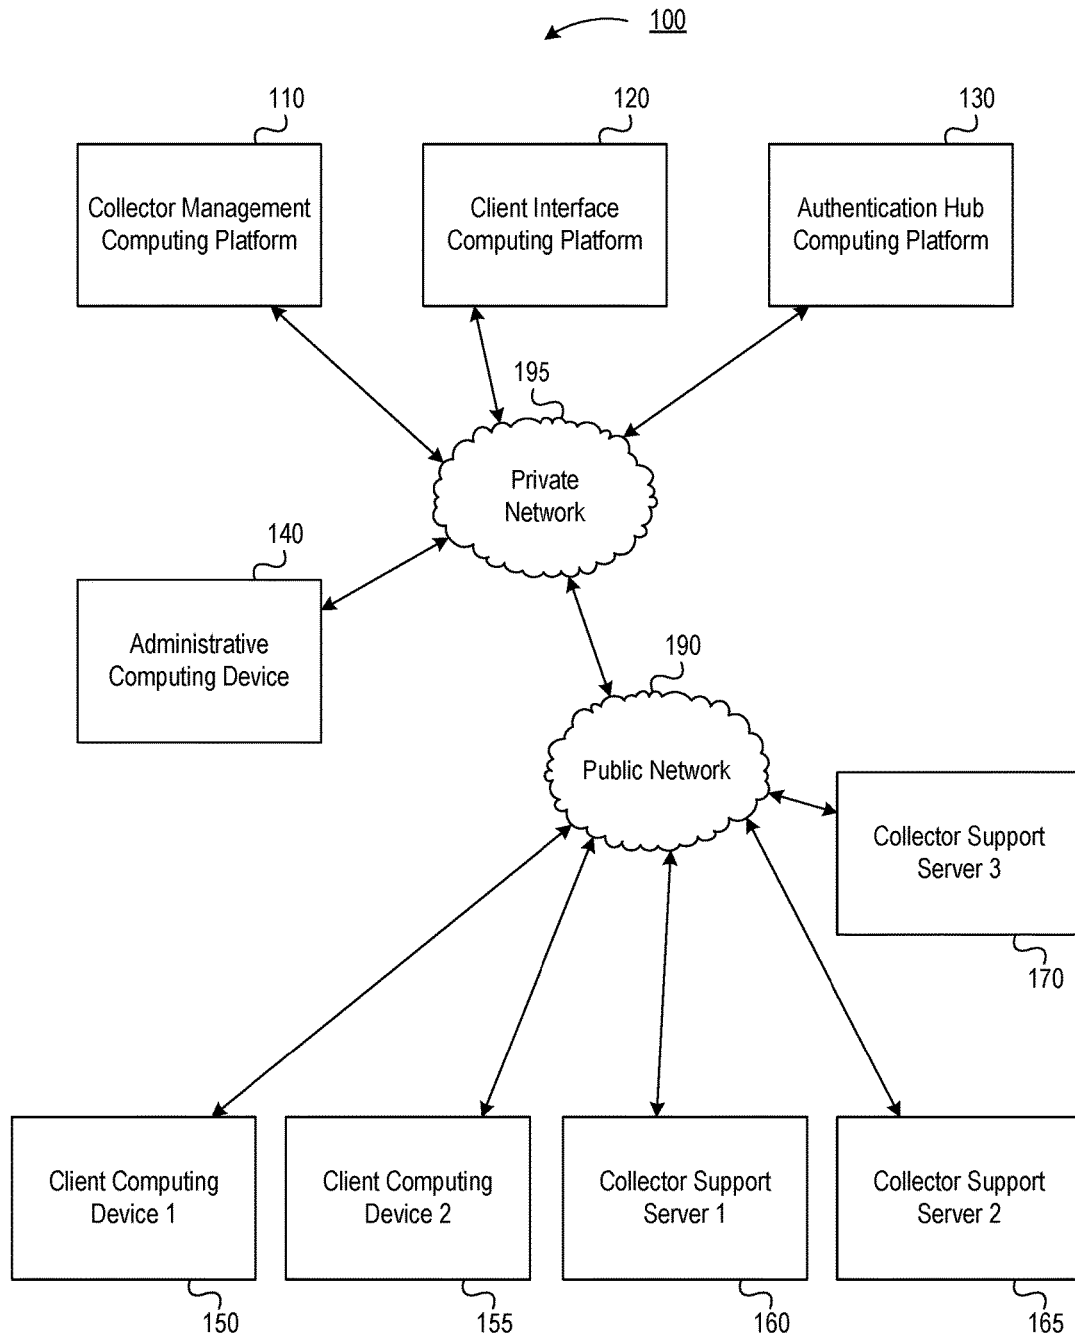 100
110
120
130
Collector Management
Computing Platform
Client Interface
Computing Platform
Authentication Hub
Computing Platform
195
Private
Network
140
Administrative
Computing Device
190
Public Network
Collector Support
Server 3
170
Client Computing
Device 1
Client Computing
Device 2
Collector Support
Server 1
Collector Support
Server 2
150
155
160
165